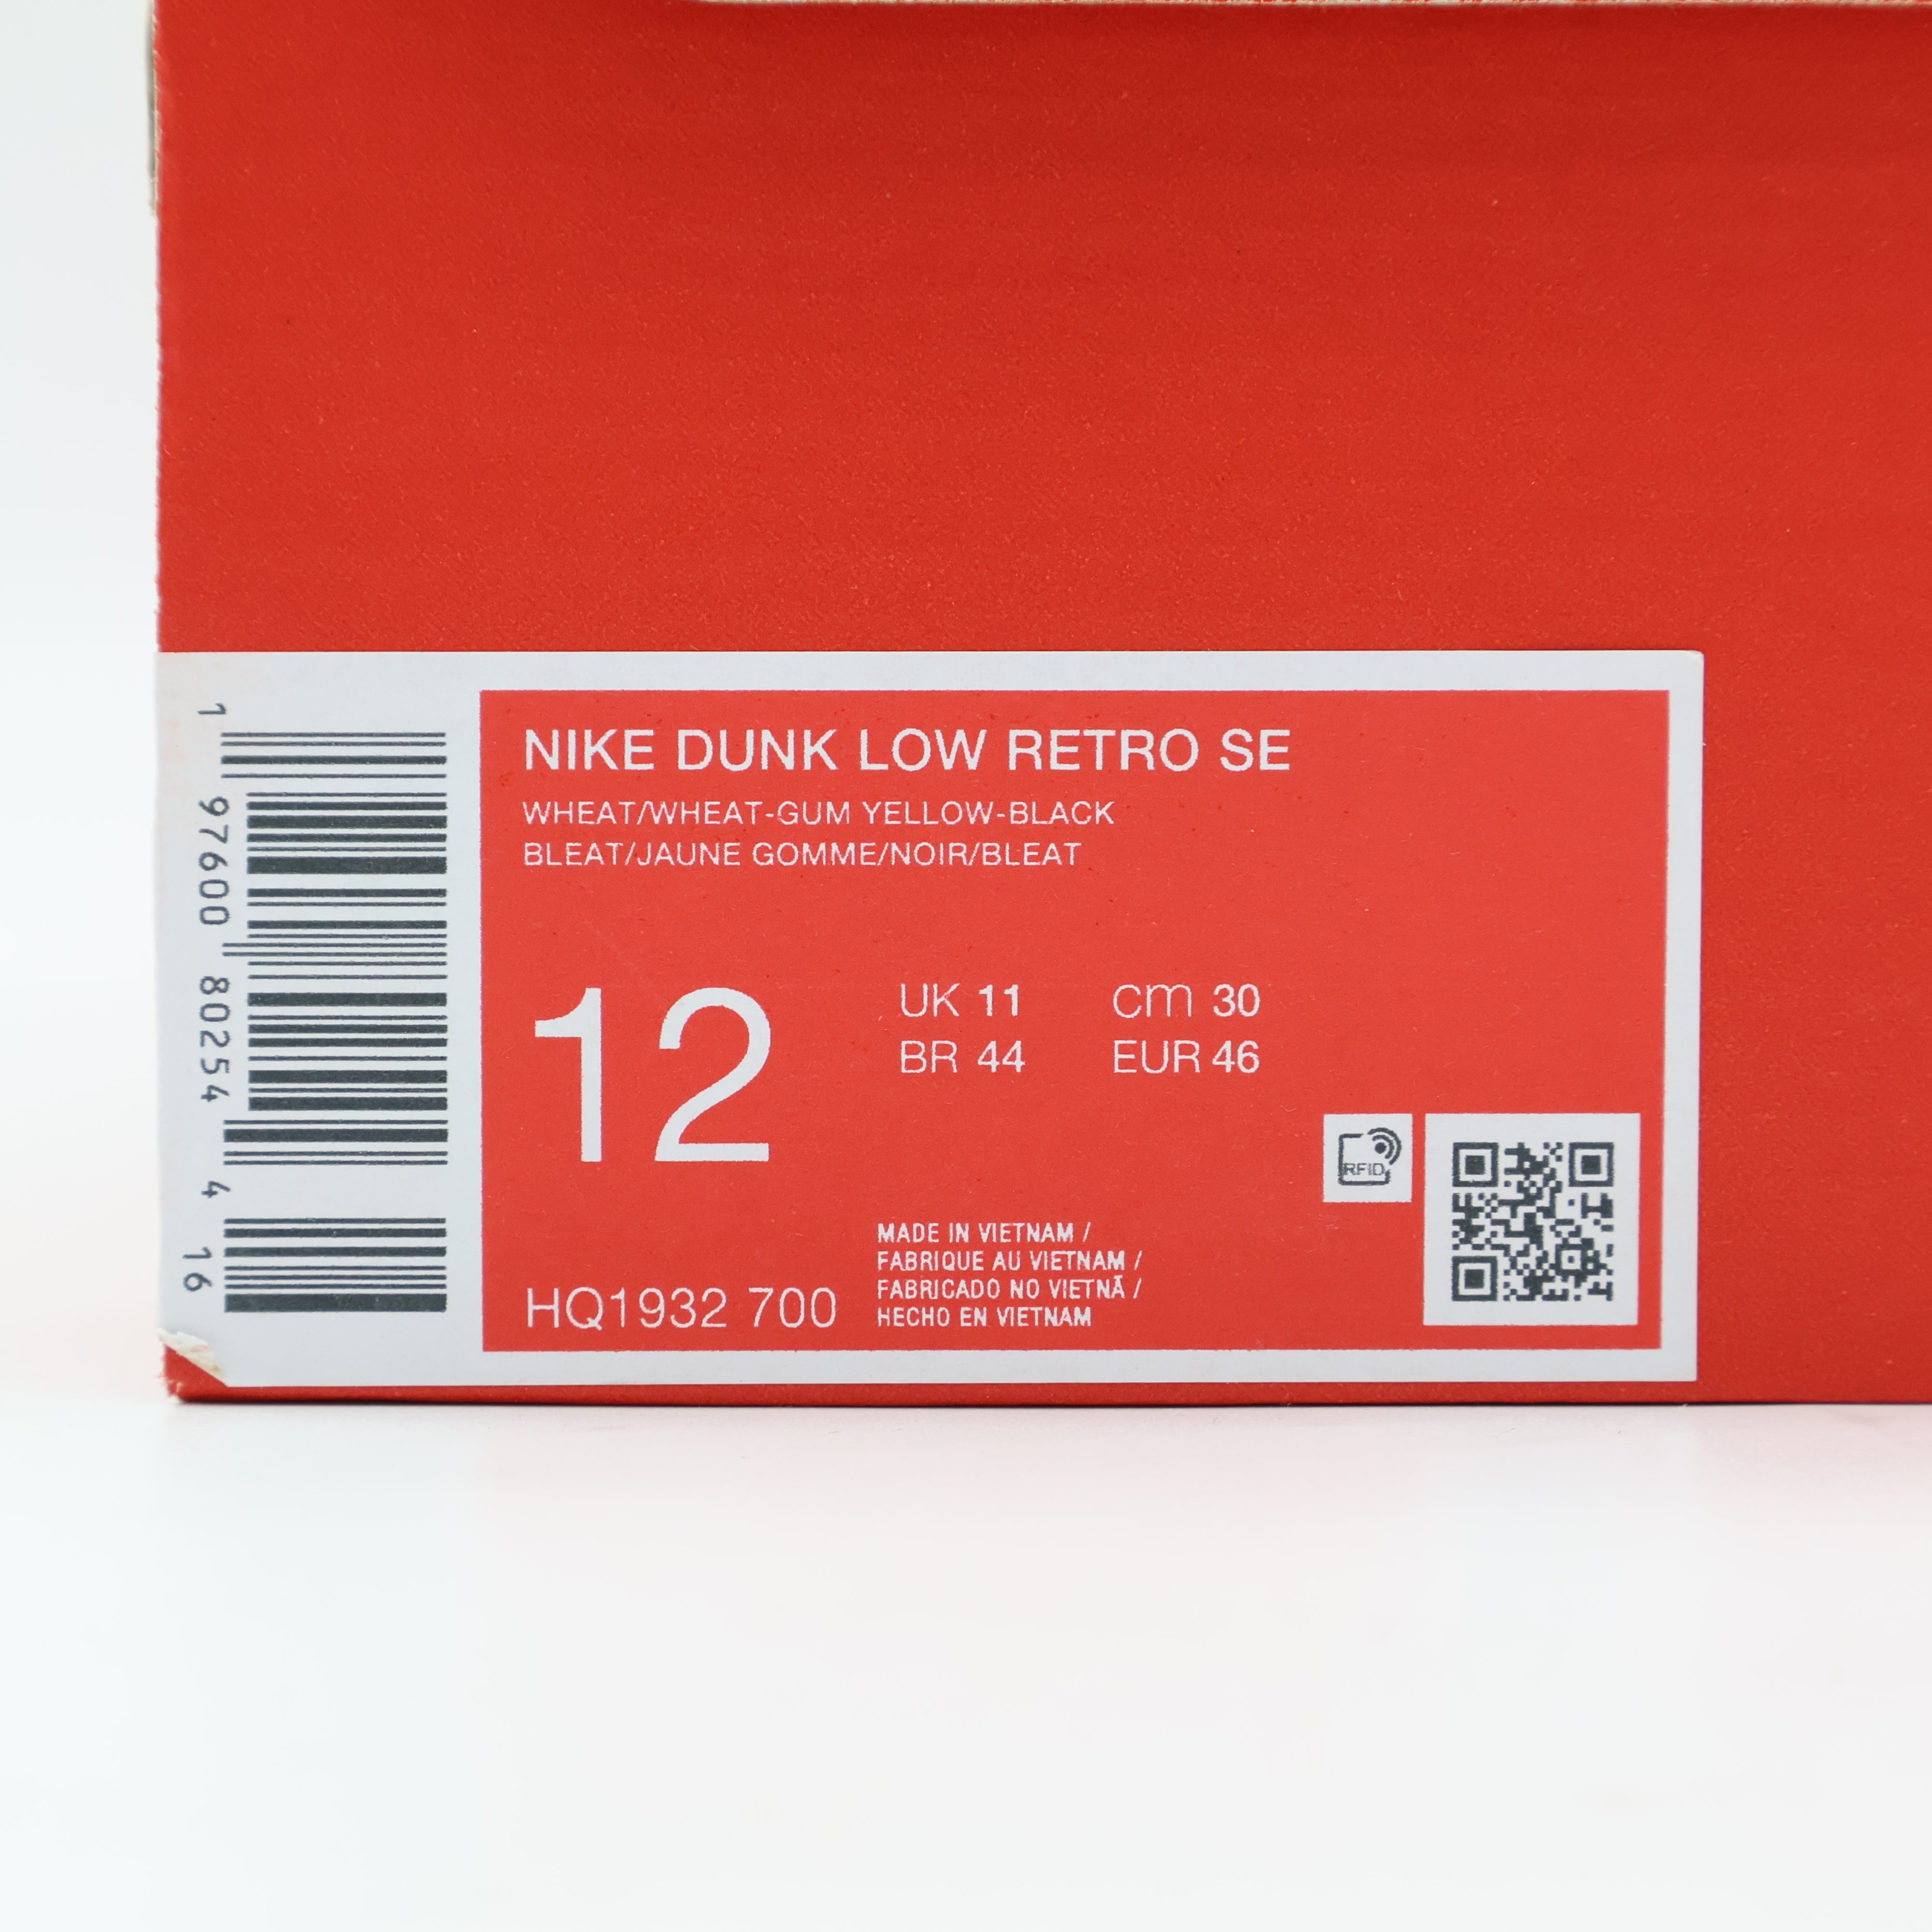 NIKE DUNK LOW RETRO SE
WHEAT/WHEAT-GUM YELLOW-BLACK
BLEAT/JAUNE GOMME/NOIR/BLEAT
12
UK 11
cm 30
BR 44
EUR 46
RFID
HQ1932 700
MADE IN VIETNAM /
FABRIQUE AU VIETNAM /
FABRICADO NO VIETNÃ /
HECHO EN VIETNAM
1 97600 80254 4 16